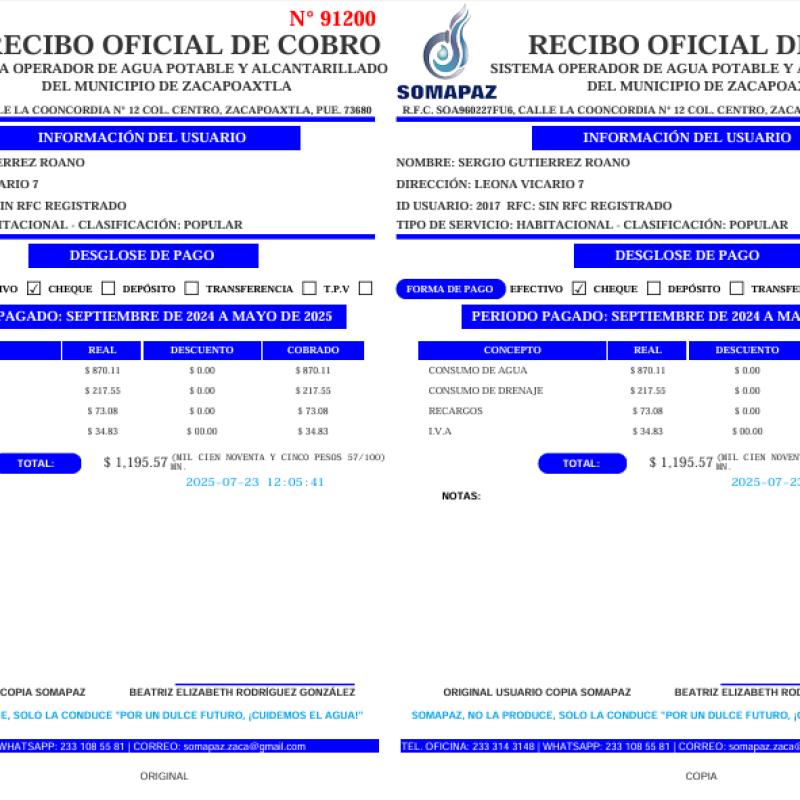 N° 91200
RECIBO OFICIAL DE COBRO
A OPERADOR DE AGUA POTABLE Y ALCANTARILLADO
DEL MUNICIPIO DE ZACAPOAXTLA
LE LA COONCORDIA N° 12 COL. CENTRO, ZACAPOAXTLA, PUE. 73680
INFORMACIÓN DEL USUARIO
ERREZ ROANO
ARIO 7
IN RFC REGISTRADO
ITACIONAL - CLASIFICACIÓN: POPULAR
DESGLOSE DE PAGO
IVO ☑ CHEQUE ☐ DEPÓSITO ☐ TRANSFERENCIA ☐ T.P.V ☐
PAGADO: SEPTIEMBRE DE 2024 A MAYO DE 2025
REAL DESCUENTO COBRADO
$ 870.11 $ 0.00 $ 870.11
$ 217.55 $ 0.00 $ 217.55
$ 73.08 $ 0.00 $ 73.08
$ 34.83 $ 00.00 $ 34.83
TOTAL: $ 1,195.57 (MIL CIEN NOVENTA Y CINCO PESOS 57/100)
MN.
2025-07-23 12:05:41
COPIA SOMAPAZ BEATRIZ ELIZABETH RODRÍGUEZ GONZÁLEZ
E, SOLO LA CONDUCE "POR UN DULCE FUTURO, ¡CUIDEMOS EL AGUA!"
WHATSAPP: 233 108 55 81 | CORREO: somapaz.zaca@gmail.com
ORIGINAL
SOMAPAZ
RECIBO OFICIAL DE
SISTEMA OPERADOR DE AGUA POTABLE Y A
DEL MUNICIPIO DE ZACAPOAX
R.F.C. SOA960227FU6, CALLE LA COONCORDIA N° 12 COL. CENTRO, ZACA
INFORMACIÓN DEL USUARIO
NOMBRE: SERGIO GUTIERREZ ROANO
DIRECCIÓN: LEONA VICARIO 7
ID USUARIO: 2017 RFC: SIN RFC REGISTRADO
TIPO DE SERVICIO: HABITACIONAL - CLASIFICACIÓN: POPULAR
DESGLOSE DE PAGO
FORMA DE PAGO EFECTIVO ☑ CHEQUE ☐ DEPÓSITO ☐ TRANSFE
PERIODO PAGADO: SEPTIEMBRE DE 2024 A MA
CONCEPTO REAL DESCUENTO
CONSUMO DE AGUA $ 870.11 $ 0.00
CONSUMO DE DRENAJE $ 217.55 $ 0.00
RECARGOS $ 73.08 $ 0.00
I.V.A $ 34.83 $ 00.00
TOTAL: $ 1,195.57 (MIL CIEN NOVEN
MN.
2025-07-23
NOTAS:
ORIGINAL USUARIO COPIA SOMAPAZ BEATRIZ ELIZABETH ROD
SOMAPAZ, NO LA PRODUCE, SOLO LA CONDUCE "POR UN DULCE FUTURO, ¡C
TEL. OFICINA: 233 314 3148 | WHATSAPP: 233 108 55 81 | CORREO: somapaz.zaca@
COPIA